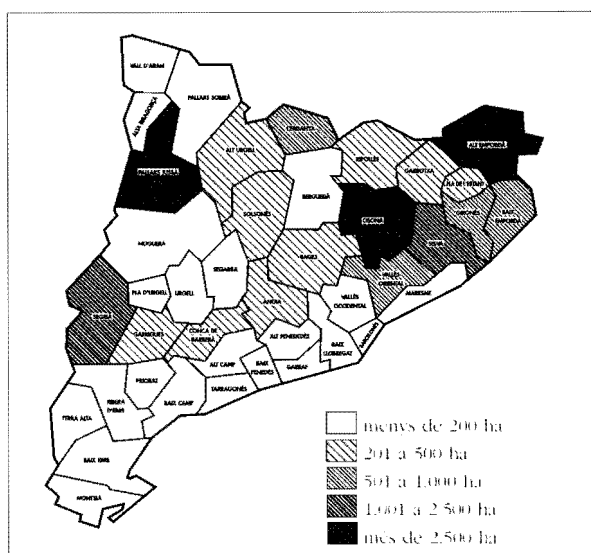 VALL D'ARAN
PALLARS SOBIRÀ
ALTA RIBAGORÇA
CERDANYA
ALT URGELL
RIPOLLÈS
ALT EMPORDÀ
GARROTXA
PALLARS JUSSÀ
PLA DE L'ESTANY
BERGUEDÀ
SOLSONÈS
OSONA
GIRONÈS
BAIX EMPORDÀ
NOGUERA
BAGES
SELVA
SEGARRA
VALLÈS ORIENTAL
PLA D'URGELL
URGELL
ANOIA
VALLÈS OCCIDENTAL
MARESME
SEGRIÀ
GARRIGUES
CONCA DE BARBERÀ
ALT PENEDÈS
BAIX LLOBREGAT
BARCELONÈS
ALT CAMP
BAIX PENEDÈS
GARRAF
PRIORAT
TARRAGONÈS
BAIX CAMP
RIBERA D'EBRE
TERRA ALTA
BAIX EBRE
MONTSIÀ
menys de 200 ha
201 a 500 ha
501 a 1.000 ha
1.001 a 2.500 ha
més de 2.500 ha